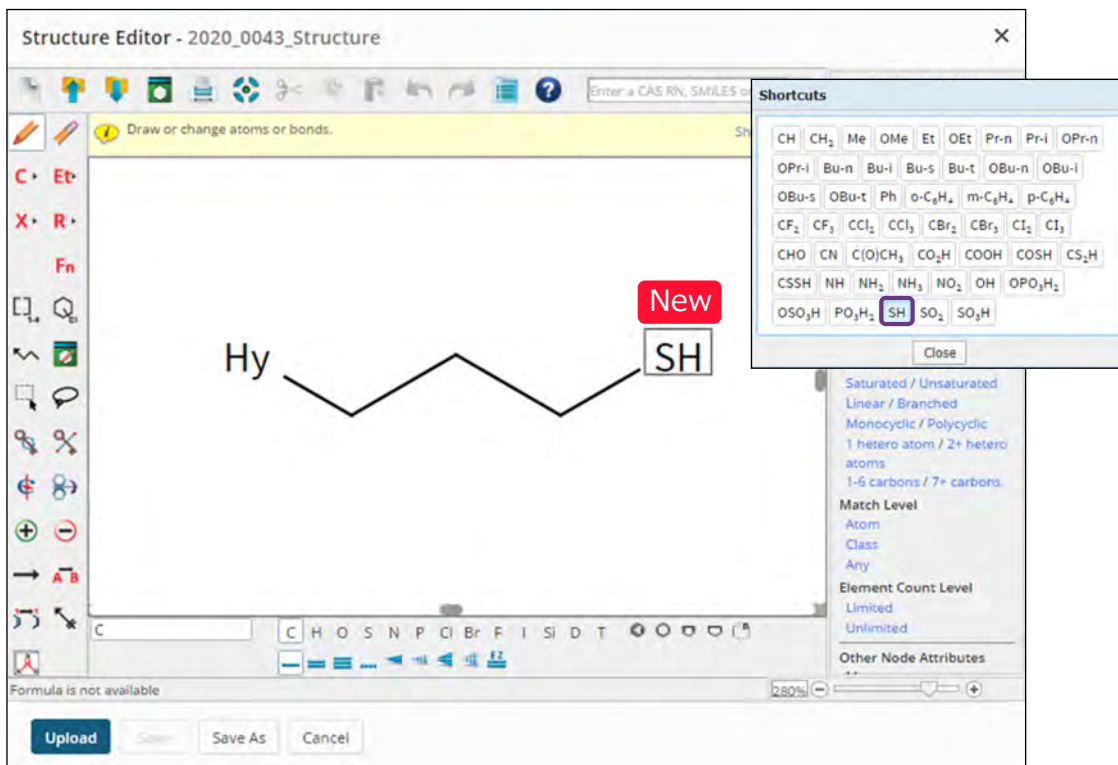 Structure Editor - 2020_0043_Structure
Enter a CAS RN, SMILES or
Draw or change atoms or bonds.
Shortcuts
CH CH₂ Me OMe Et OEt Pr-n Pr-i OPr-n
OPr-i Bu-n Bu-i Bu-s Bu-t OBu-n OBu-i
OBu-s OBu-t Ph o-C₆H₄ m-C₆H₄ p-C₆H₄
CF₂ CF₃ CCl₂ CCl₃ CBr₂ CBr₃ CI₂ CI₃
CHO CN C(O)CH₃ CO₂H COOH COSH CS₂H
CSSH NH NH₂ NH₃ NO₂ OH OPO₃H₂
OSO₃H PO₃H₂ SH SO₂ SO₃H
Close
C Et
X R
Fn
New
Hy
SH
Saturated / Unsaturated
Linear / Branched
Monocyclic / Polycyclic
1 hetero atom / 2+ hetero
atoms
1-6 carbons / 7+ carbons
Match Level
Atom
Class
Any
Element Count Level
Limited
Unlimited
Other Node Attributes
A B
C
C H O S N P Cl Br F I Si D T
Formula is not available
280%
Upload
Save
Save As
Cancel